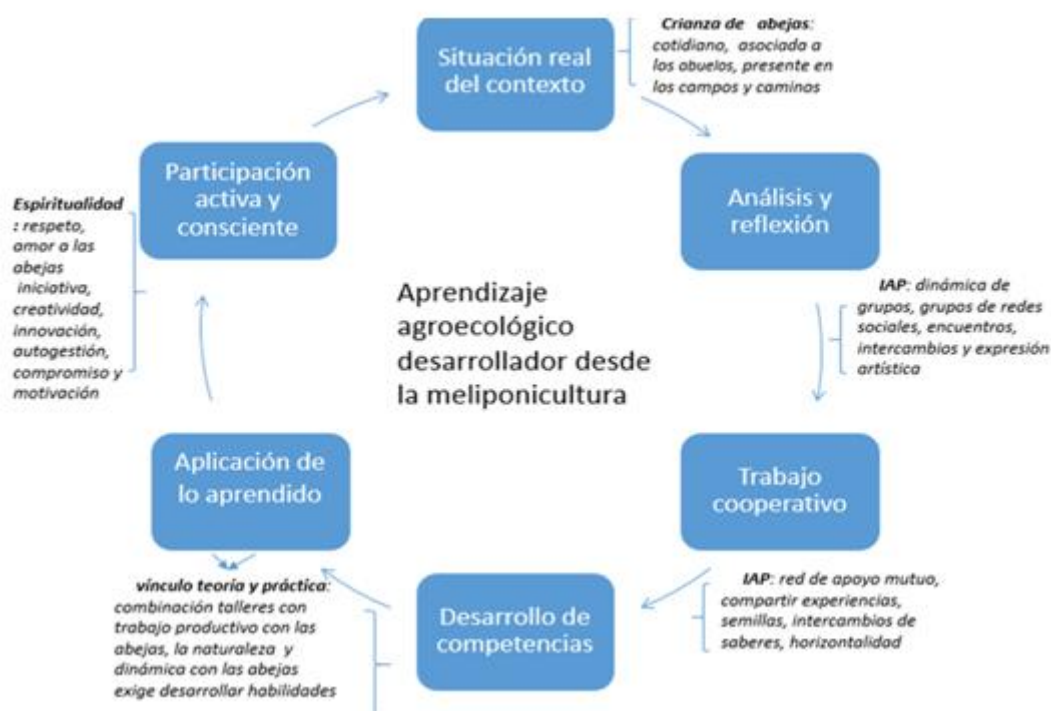 Situación real
del contexto
Crianza de abejas:
cotidiano, asociada a
los abuelos, presente en
los campos y caminos
Análisis y
reflexión
IAP: dinámica de
grupos, grupos de redes
sociales, encuentros,
intercambios y expresión
artística
Trabajo
cooperativo
IAP: red de apoyo mutuo,
compartir experiencias,
semillas, intercambios de
saberes, horizontalidad
Desarrollo de
competencias
vínculo teoría y práctica:
combinación talleres con
trabajo productivo con las
abejas, la naturaleza y
dinámica con las abejas
exige desarrollar habilidades
Aplicación de
lo aprendido
Participación
activa y
consciente
Espiritualidad
: respeto,
amor a las
abejas
iniciativa,
creatividad,
innovación,
autogestión,
compromiso y
motivación
Aprendizaje
agroecológico
desarrollador desde
la meliponicultura